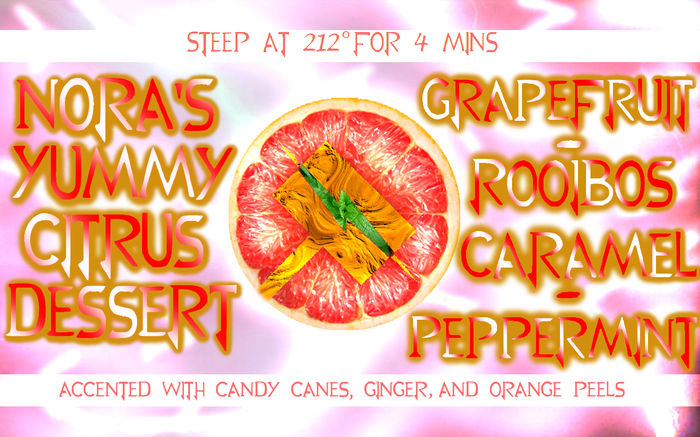 STEEP AT 212° FOR 4 MINS
NORA'S
YUMMY
CITRUS
DESSERT
GRAPEFRUIT
-
ROOIBOS
CARAMEL
-
PEPPERMINT
ACCENTED WITH CANDY CANES, GINGER, AND ORANGE PEELS